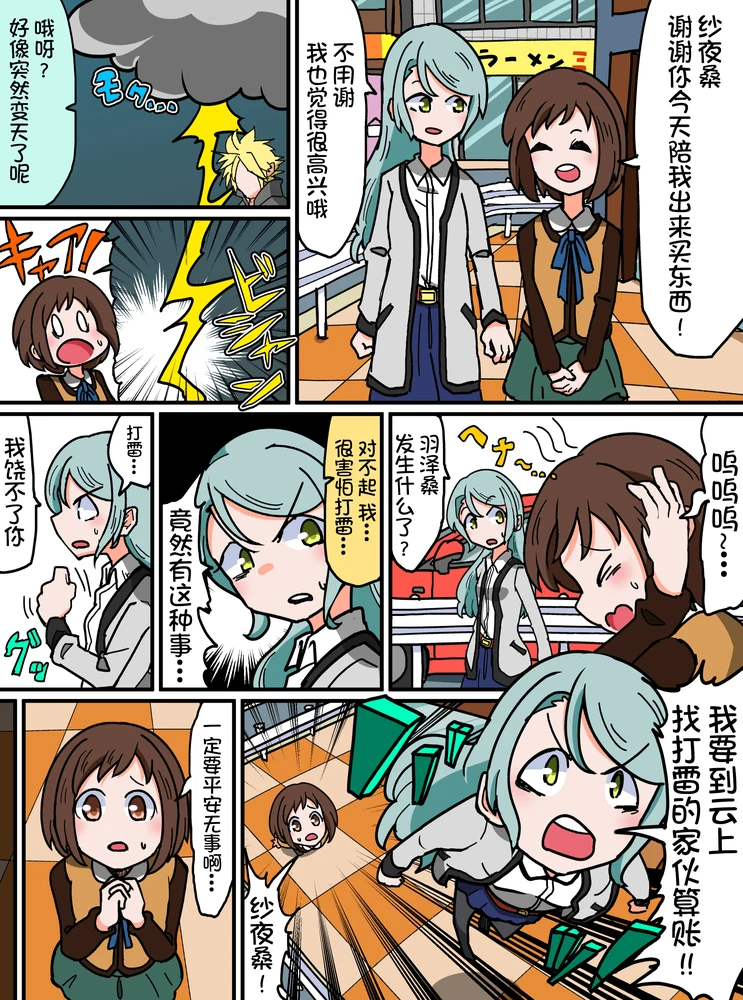 纱夜桑
谢谢你今天陪我出来买东西！
ラーメン
不用谢
我也觉得很高兴哦
哦呀？
好像突然变天了呢
モク…
ドンシャン
キャア！
呜呜呜~…
ヘナ~…
羽泽桑
发生什么了？
对不起 我…
很害怕打雷…
竟然有这种事…
打雷…
我饶不了你
グッ
我要到云上
找打雷的家伙算账!!
纱夜桑！
一定要平安无事啊…